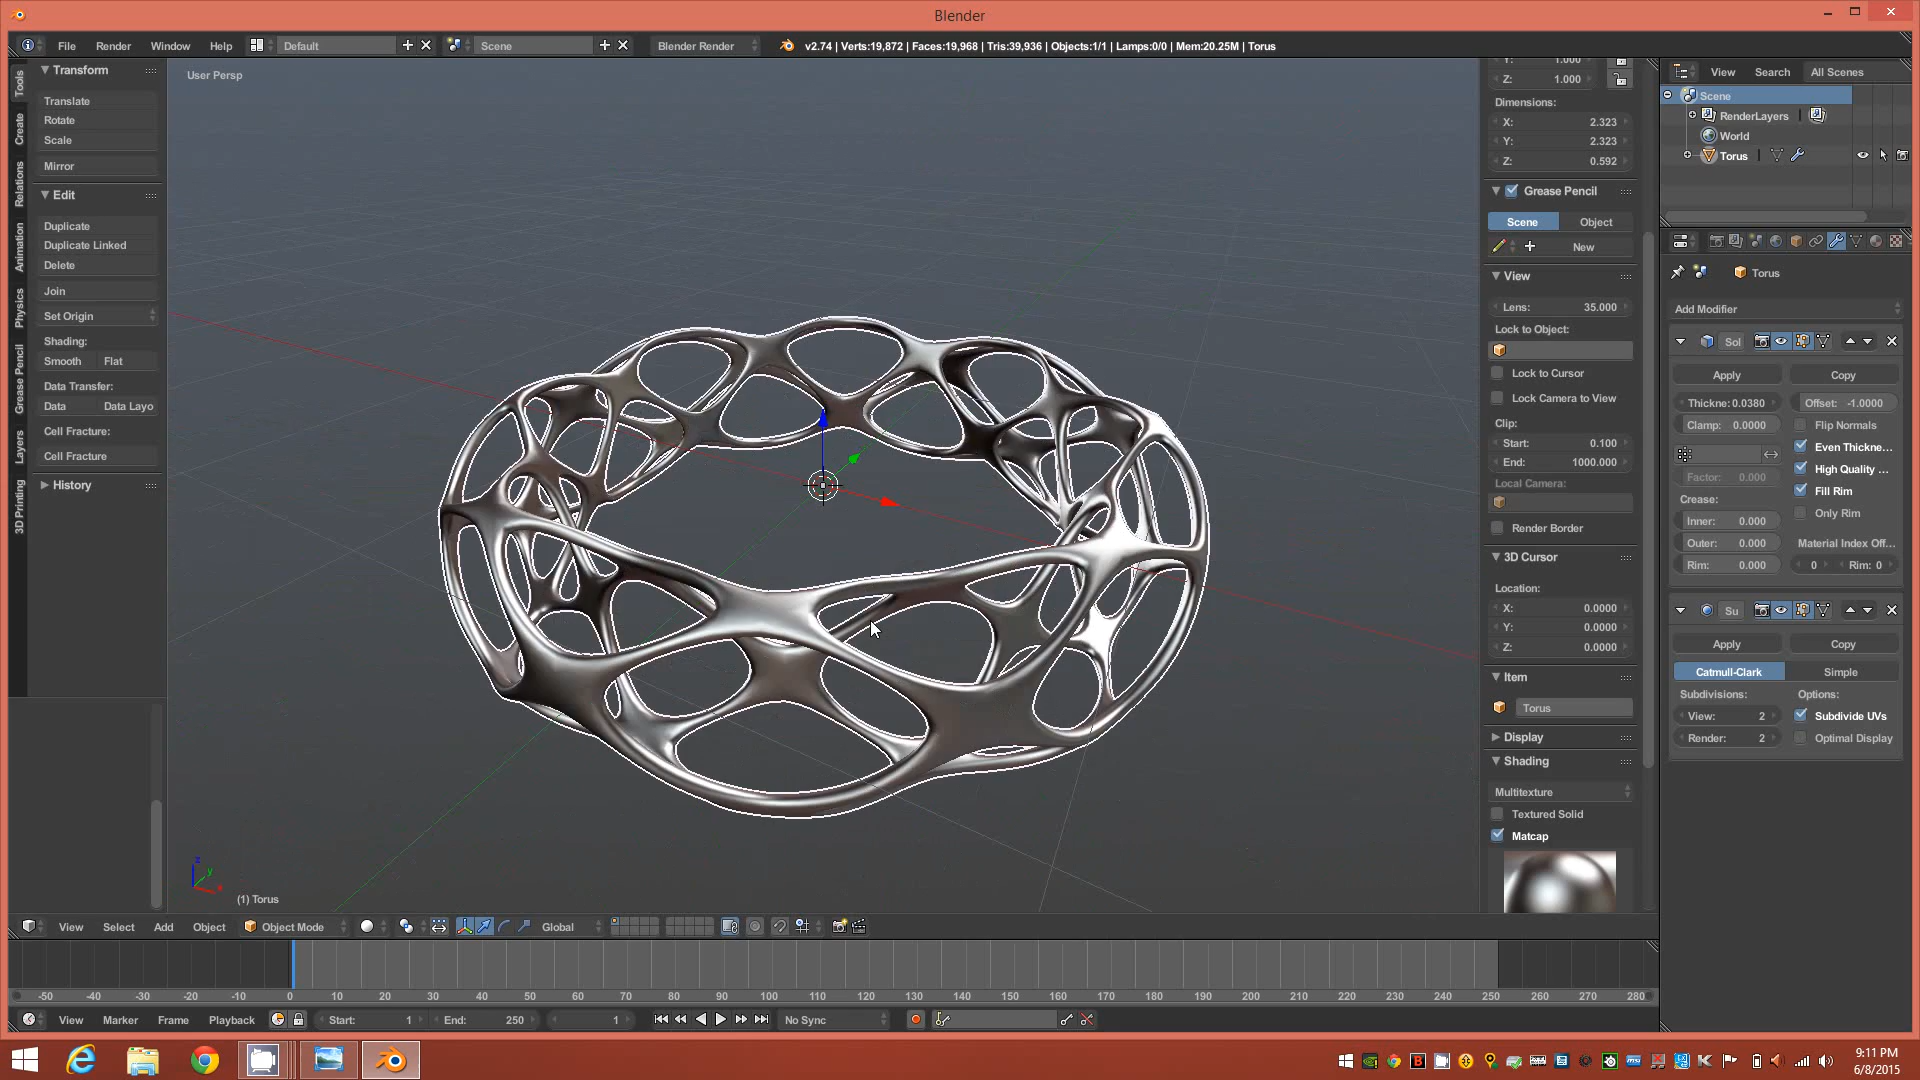 Blender
File Render Window Help Default Scene Blender Render v2.74 | Verts:19,872 | Faces:19,968 | Tris:39,936 | Objects:1/1 | Lamps:0/0 | Mem:20.25M | Torus
Tools
Create
Relations
Animation
Physics
Grease Pencil
Layers
3D Printing
Transform
Translate
Rotate
Scale
Mirror
Edit
Duplicate
Duplicate Linked
Delete
Join
Set Origin
Shading:
Smooth Flat
Data Transfer:
Data Data Layo
Cell Fracture:
Cell Fracture
History
User Persp
(1) Torus
z
y
x
Y: 1.000
Z: 1.000
Dimensions:
X: 2.323
Y: 2.323
Z: 0.592
Grease Pencil
Scene Object
New
View
Lens: 35.000
Lock to Object:
Lock to Cursor
Lock Camera to View
Clip:
Start: 0.100
End: 1000.000
Local Camera:
Render Border
3D Cursor
Location:
X: 0.0000
Y: 0.0000
Z: 0.0000
Item
Torus
Display
Shading
Multitexture
Textured Solid
Matcap
View Search All Scenes
Scene
RenderLayers |
World
Torus |
Torus
Add Modifier
Sol
Apply Copy
Thickne: 0.0380 Offset: -1.0000
Clamp: 0.0000 Flip Normals
Even Thickne...
High Quality ...
Factor: 0.000
Fill Rim
Crease:
Only Rim
Inner: 0.000
Outer: 0.000 Material Index Off...
Rim: 0.000 0 Rim: 0
Su
Apply Copy
Catmull-Clark Simple
Subdivisions: Options:
View: 2 Subdivide UVs
Render: 2 Optimal Display
View Select Add Object Object Mode Global
-50 -40 -30 -20 -10 0 10 20 30 40 50 60 70 80 90 100 110 120 130 140 150 160 170 180 190 200 210 220 230 240 250 260 270 280
View Marker Frame Playback Start: 1 End: 250 1 No Sync
9:11 PM
6/8/2015